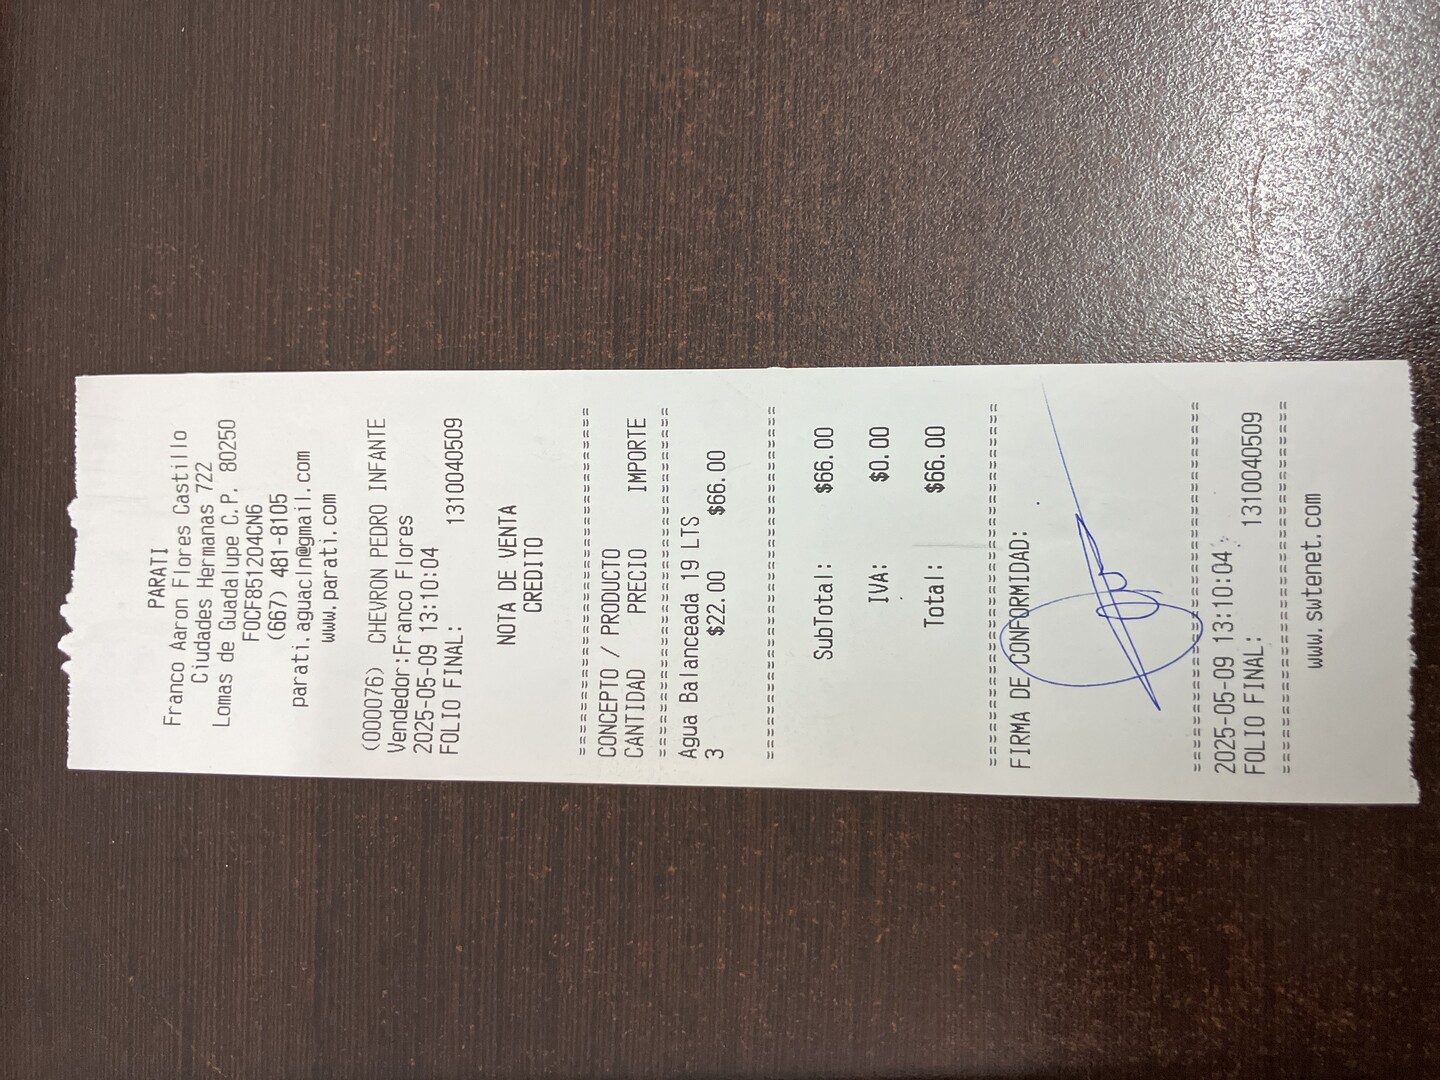 PARATI
Franco Aaron Flores Castillo
Ciudades Hermanas 722
Lomas de Guadalupe C.P. 80250
FOCF851204CN6
(667) 481-8105
parati.aguacln@gmail.com
www.parati.com
(000076) CHEVRON PEDRO INFANTE
Vendedor:Franco Flores
2025-05-09 13:10:04
FOLIO FINAL: 1310040509
NOTA DE VENTA
CREDITO
================================
CONCEPTO / PRODUCTO
CANTIDAD PRECIO IMPORTE
================================
Agua Balanceada 19 LTS
3 $22.00 $66.00
================================
SubTotal: $66.00
IVA: $0.00
Total: $66.00
================================
FIRMA DE CONFORMIDAD:
================================
2025-05-09 13:10:04
FOLIO FINAL: 1310040509
================================
www.swtenet.com